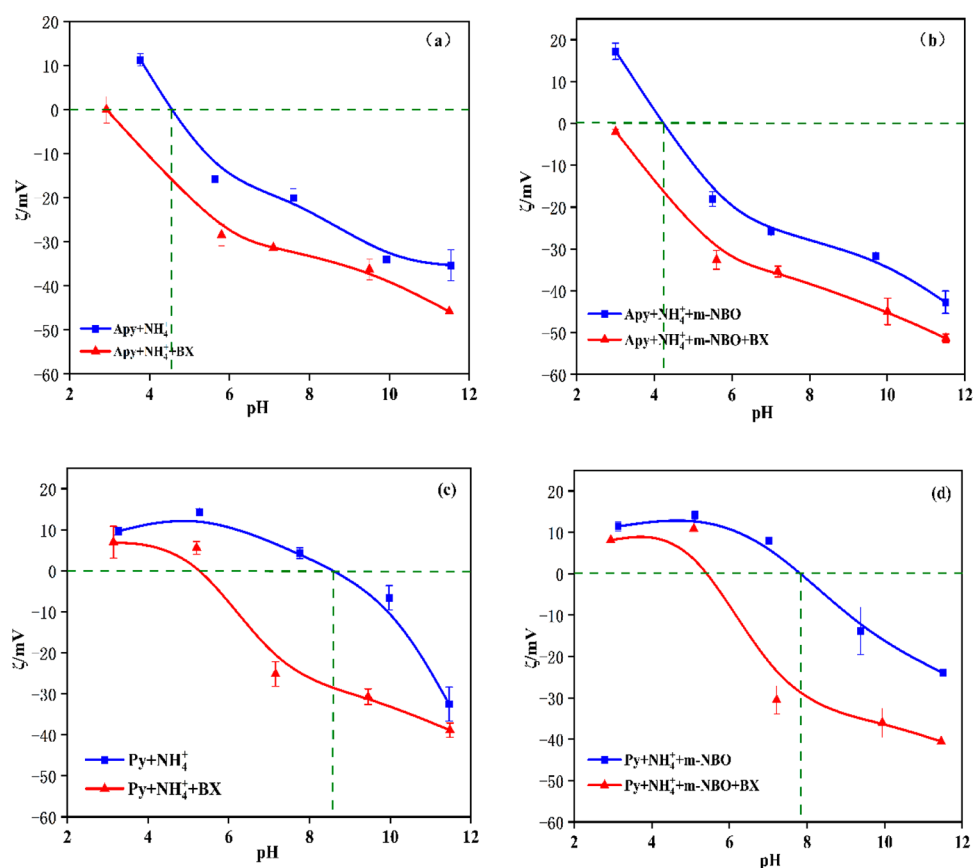 (a)
20
10
0
−10
−20
−30
−40
−50
−60
ζ/mV
2 4 6 8 10 12
pH
Apy+NH₄
Apy+NH₄⁺+BX
(b)
20
10
0
−10
−20
−30
−40
−50
−60
ζ/mV
2 4 6 8 10 12
pH
Apy+NH₄⁺+m-NBO
Apy+NH₄⁺+m-NBO+BX
(c)
20
10
0
−10
−20
−30
−40
−50
−60
ζ/mV
2 4 6 8 10 12
pH
Py+NH₄⁺
Py+NH₄⁺+BX
(d)
20
10
0
−10
−20
−30
−40
−50
−60
ζ/mV
2 4 6 8 10 12
pH
Py+NH₄⁺+m-NBO
Py+NH₄⁺+m-NBO+BX